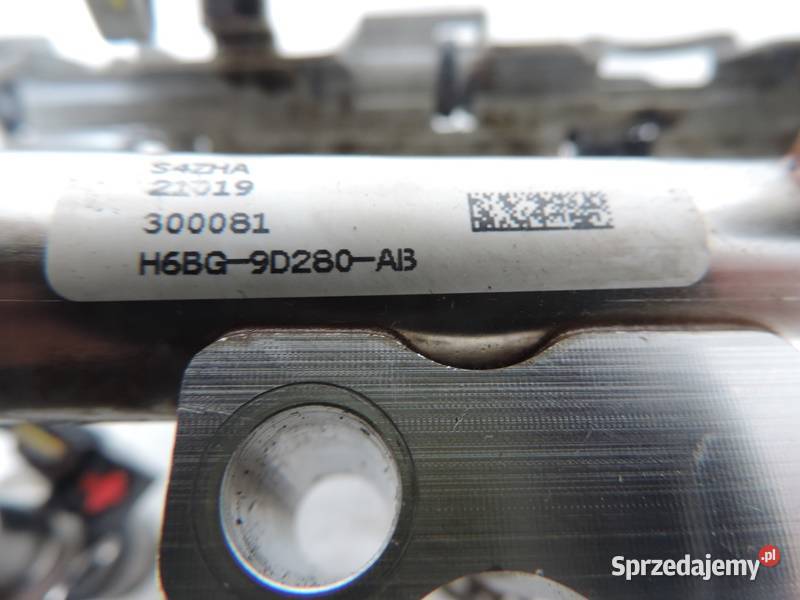 S4ZHA
21019
300081
H6BG-9D280-AB
Sprzedajemy.pl